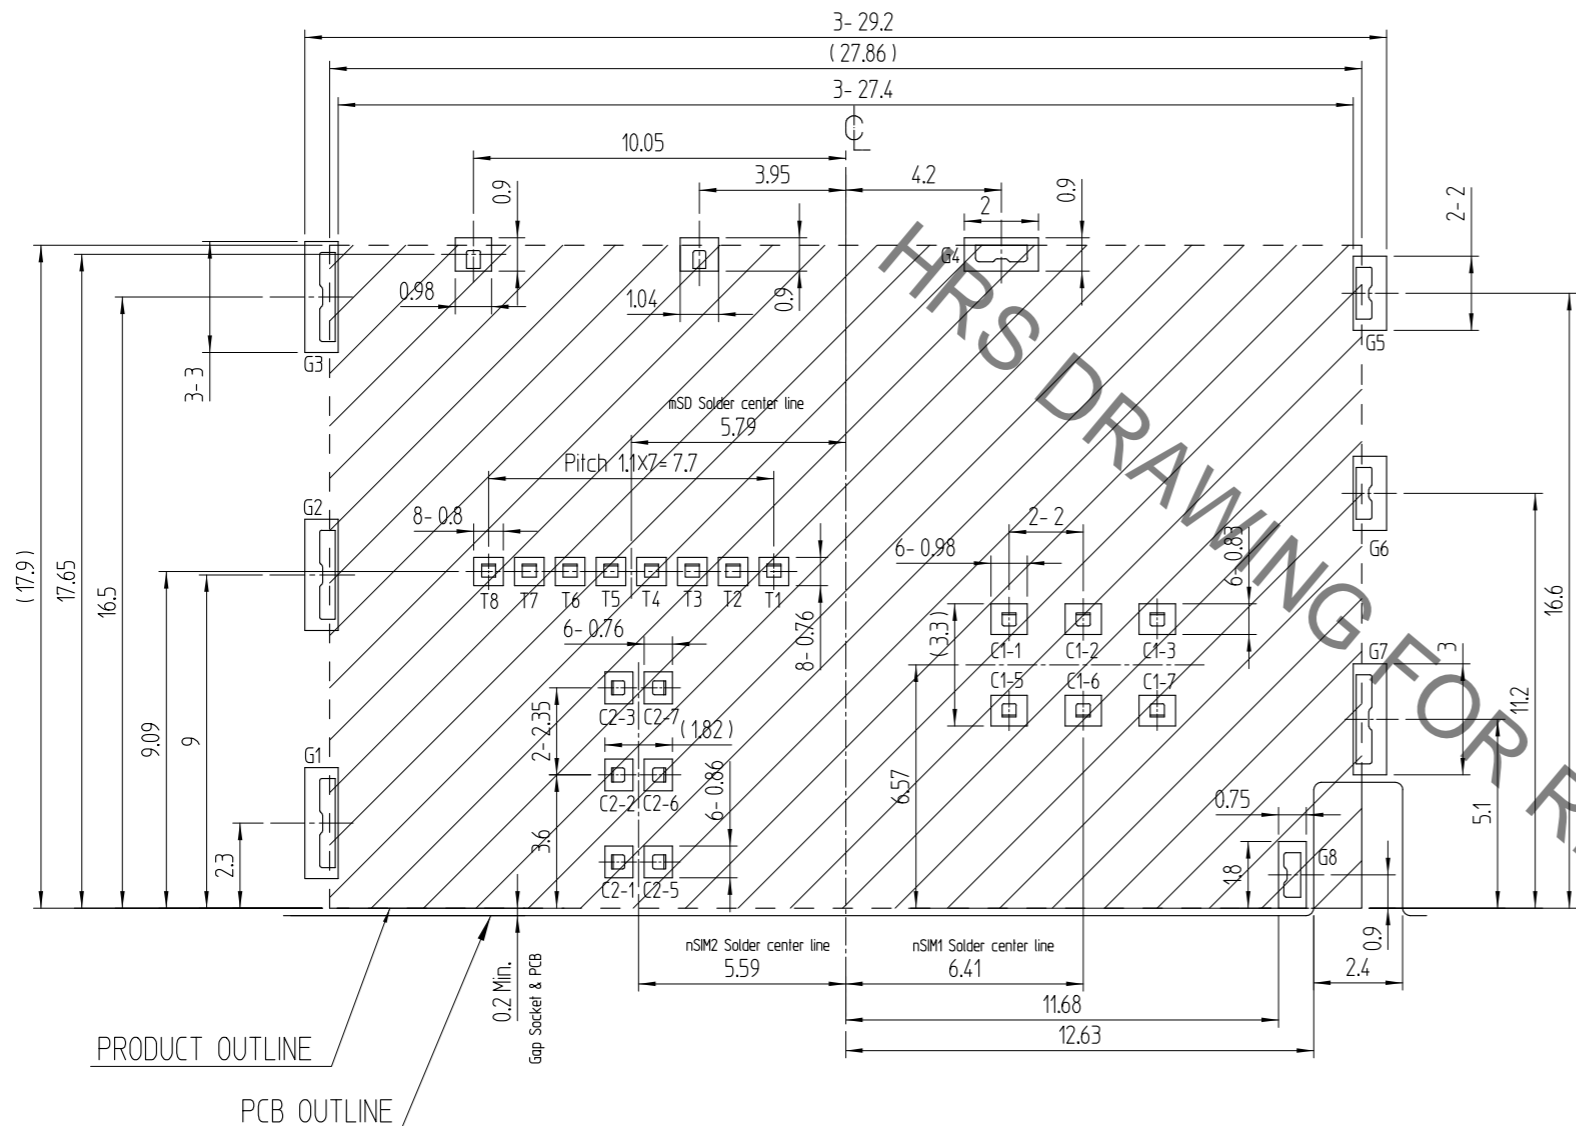 3- 29.2
(27.86)
3- 27.4
C L
10.05
3.95
4.2
0.9
2
0.9
2- 2
G4
0.98
1.04
0.9
G3
G5
3- 3
mSD Solder center line
5.79
Pitch 1.1X7= 7.7
8- 0.8
G2
G6
T8 T7 T6 T5 T4 T3 T2 T1
8- 0.76
2- 2
6- 0.98
6- 0.83
(3.3)
C1-1 C1-2 C1-3
C1-5 C1-6 C1-7
G7
3
(17.9)
17.65
16.5
9.09
9
2.3
G1
6- 0.76
C2-3 C2-7
(1.82)
2- 2.35
C2-2 C2-6
6- 0.86
3.6
C2-1 C2-5
6.57
16.6
11.2
5.1
0.75
1.8
G8
0.9
2.4
nSIM2 Solder center line
5.59
nSIM1 Solder center line
6.41
11.68
12.63
0.2 Min.
Gap Socket & PCB
PRODUCT OUTLINE
PCB OUTLINE
HRS DRAWING FOR